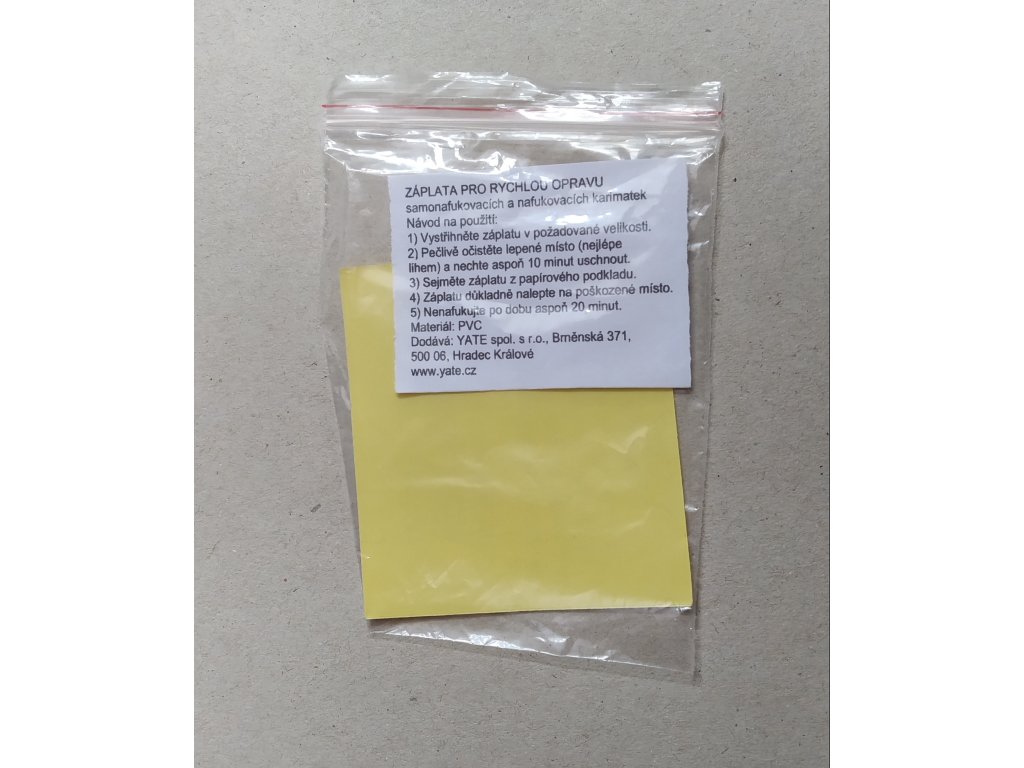 ZÁPLATA PRO RYCHLOU OPRAVU
samonafukovacích a nafukovacích karimatek
Návod na použití:
1) Vystřihněte záplatu v požadované velikosti.
2) Pečlivě očistěte lepené místo (nejlépe
lihem) a nechte aspoň 10 minut uschnout.
3) Sejměte záplatu z papírového podkladu.
4) Záplatu důkladně nalepte na poškozené místo.
5) Nenafukujte po dobu aspoň 20 minut.
Materiál: PVC
Dodává: YATE spol. s r.o., Brněnská 371,
500 06, Hradec Králové
www.yate.cz